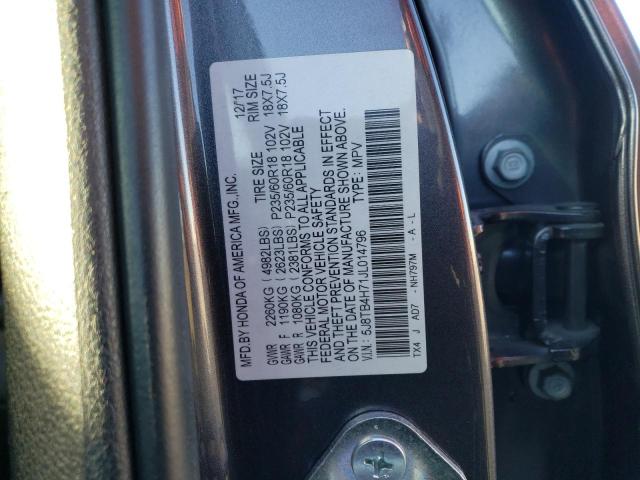 MFD.BY HONDA OF AMERICA MFG.,INC. 12/'17
TIRE SIZE RIM SIZE
GVWR 2260KG ( 4982LBS) P235/60R18 102V 18X7.5J
GAWR F 1190KG ( 2623LBS) P235/60R18 102V 18X7.5J
GAWR R 1080KG ( 2381LBS)
THIS VEHICLE CONFORMS TO ALL APPLICABLE
FEDERAL MOTOR VEHICLE SAFETY
AND THEFT PREVENTION STANDARDS IN EFFECT
ON THE DATE OF MANUFACTURE SHOWN ABOVE.
V.I.N.: 5J8TB4H71JL014796 TYPE: MPV
TX4 J AD7 - NH797M - A - L